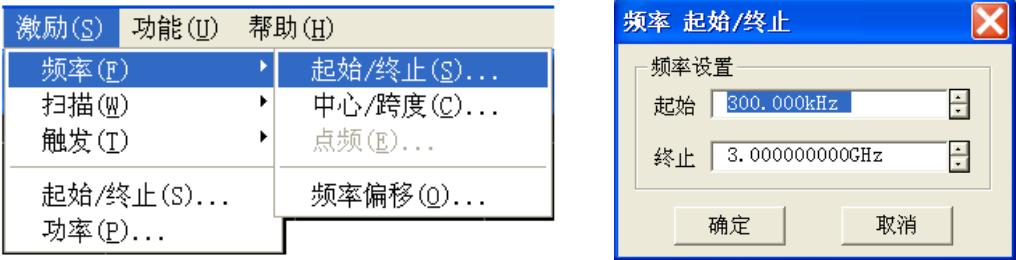 激励(S) 功能(U) 帮助(H)
频率(F)
扫描(W)
触发(T)
起始/终止(S)...
功率(P)...
起始/终止(S)...
中心/跨度(C)...
点频(E)...
频率偏移(O)...
频率 起始/终止
频率设置
起始 300.000kHz
终止 3.000000000GHz
确定 取消